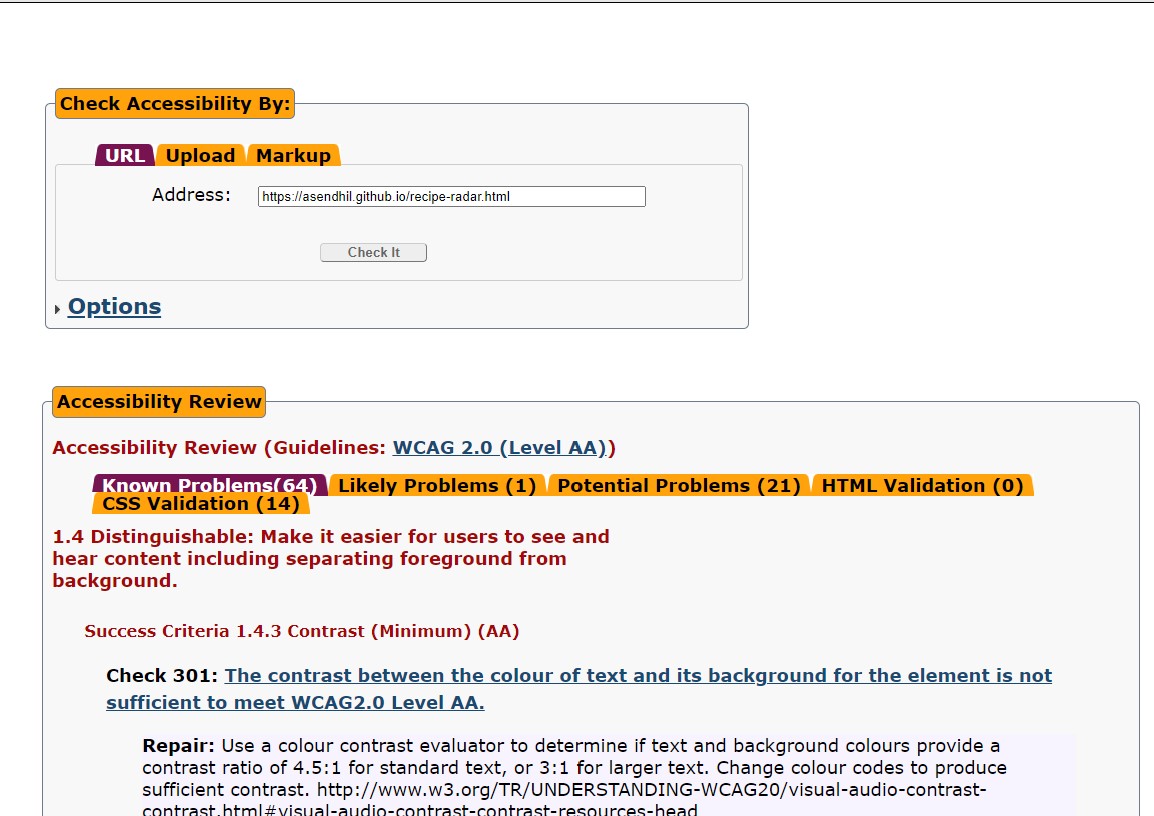 Check Accessibility By:
URL Upload Markup
Address: https://asendhil.github.io/recipe-radar.html
Check It
Options
Accessibility Review
Accessibility Review (Guidelines: WCAG 2.0 (Level AA))
Known Problems(64) Likely Problems (1) Potential Problems (21) HTML Validation (0)
CSS Validation (14)
1.4 Distinguishable: Make it easier for users to see and
hear content including separating foreground from
background.
Success Criteria 1.4.3 Contrast (Minimum) (AA)
Check 301: The contrast between the colour of text and its background for the element is not
sufficient to meet WCAG2.0 Level AA.
Repair: Use a colour contrast evaluator to determine if text and background colours provide a
contrast ratio of 4.5:1 for standard text, or 3:1 for larger text. Change colour codes to produce
sufficient contrast. http://www.w3.org/TR/UNDERSTANDING-WCAG20/visual-audio-contrast-
contrast.html#visual-audio-contrast-contrast-resources-head